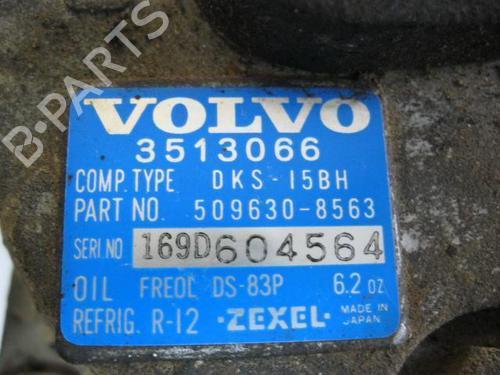 B-PARTS
VOLVO
3513066
COMP. TYPE DKS-15BH
PART NO. 509630-8563
SERI.NO 169D604564
OIL FREOL DS-83P 6.2 OZ
REFRIG. R-12 ·ZEXEL· MADE IN JAPAN